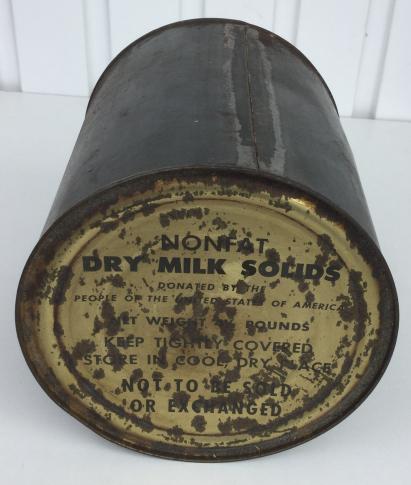 NONFAT
DRY MILK SOLIDS
DONATED BY THE
PEOPLE OF THE UNITED STATES OF AMERICA
NET WEIGHT POUNDS
KEEP TIGHTLY COVERED
STORE IN COOL, DRY PLACE
NOT TO BE SOLD
OR EXCHANGED